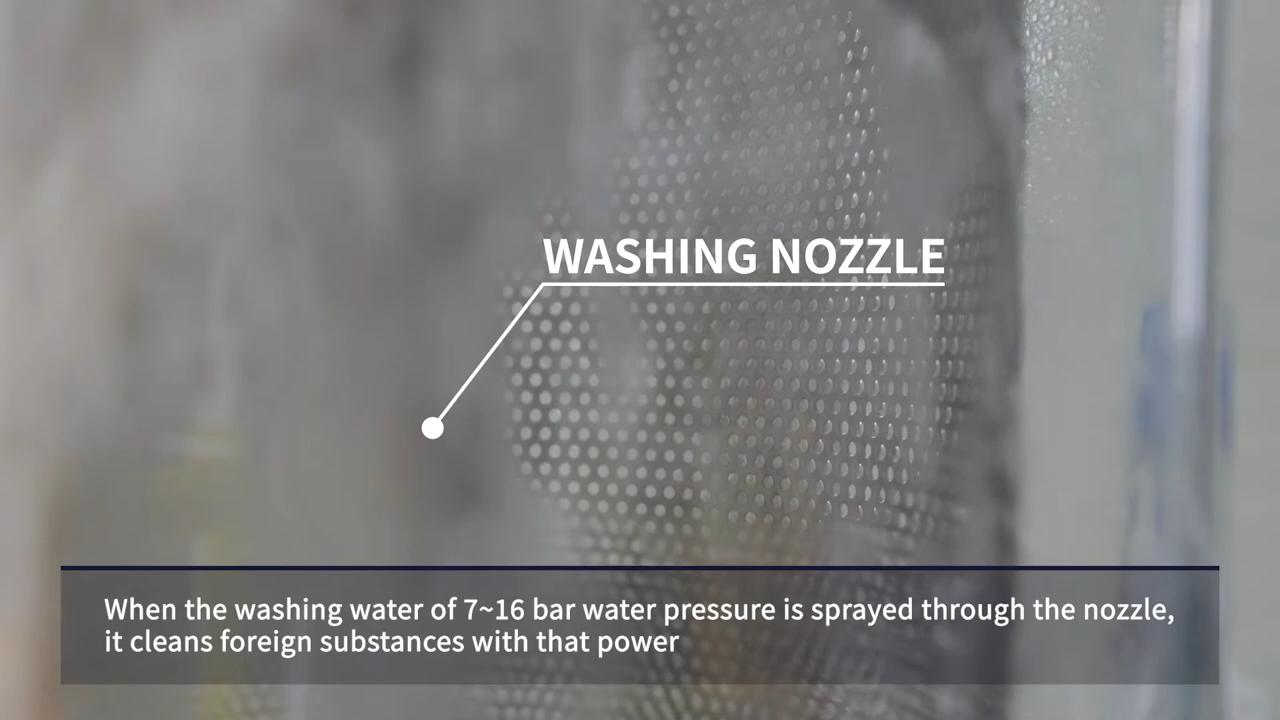 WASHING NOZZLE
When the washing water of 7~16 bar water pressure is sprayed through the nozzle,
it cleans foreign substances with that power